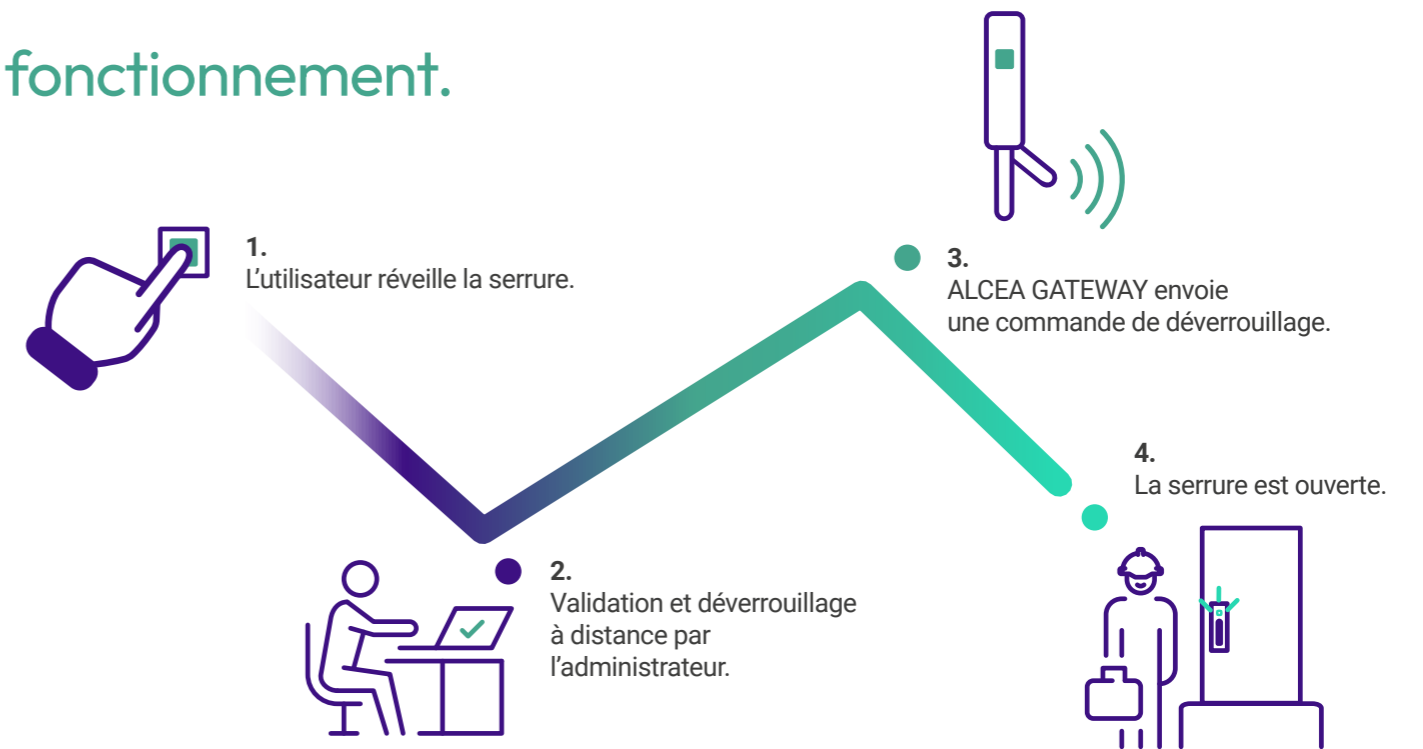 fonctionnement.
1.
L’utilisateur réveille la serrure.
2.
Validation et déverrouillage
à distance par
l’administrateur.
3.
ALCEA GATEWAY envoie
une commande de déverrouillage.
4.
La serrure est ouverte.